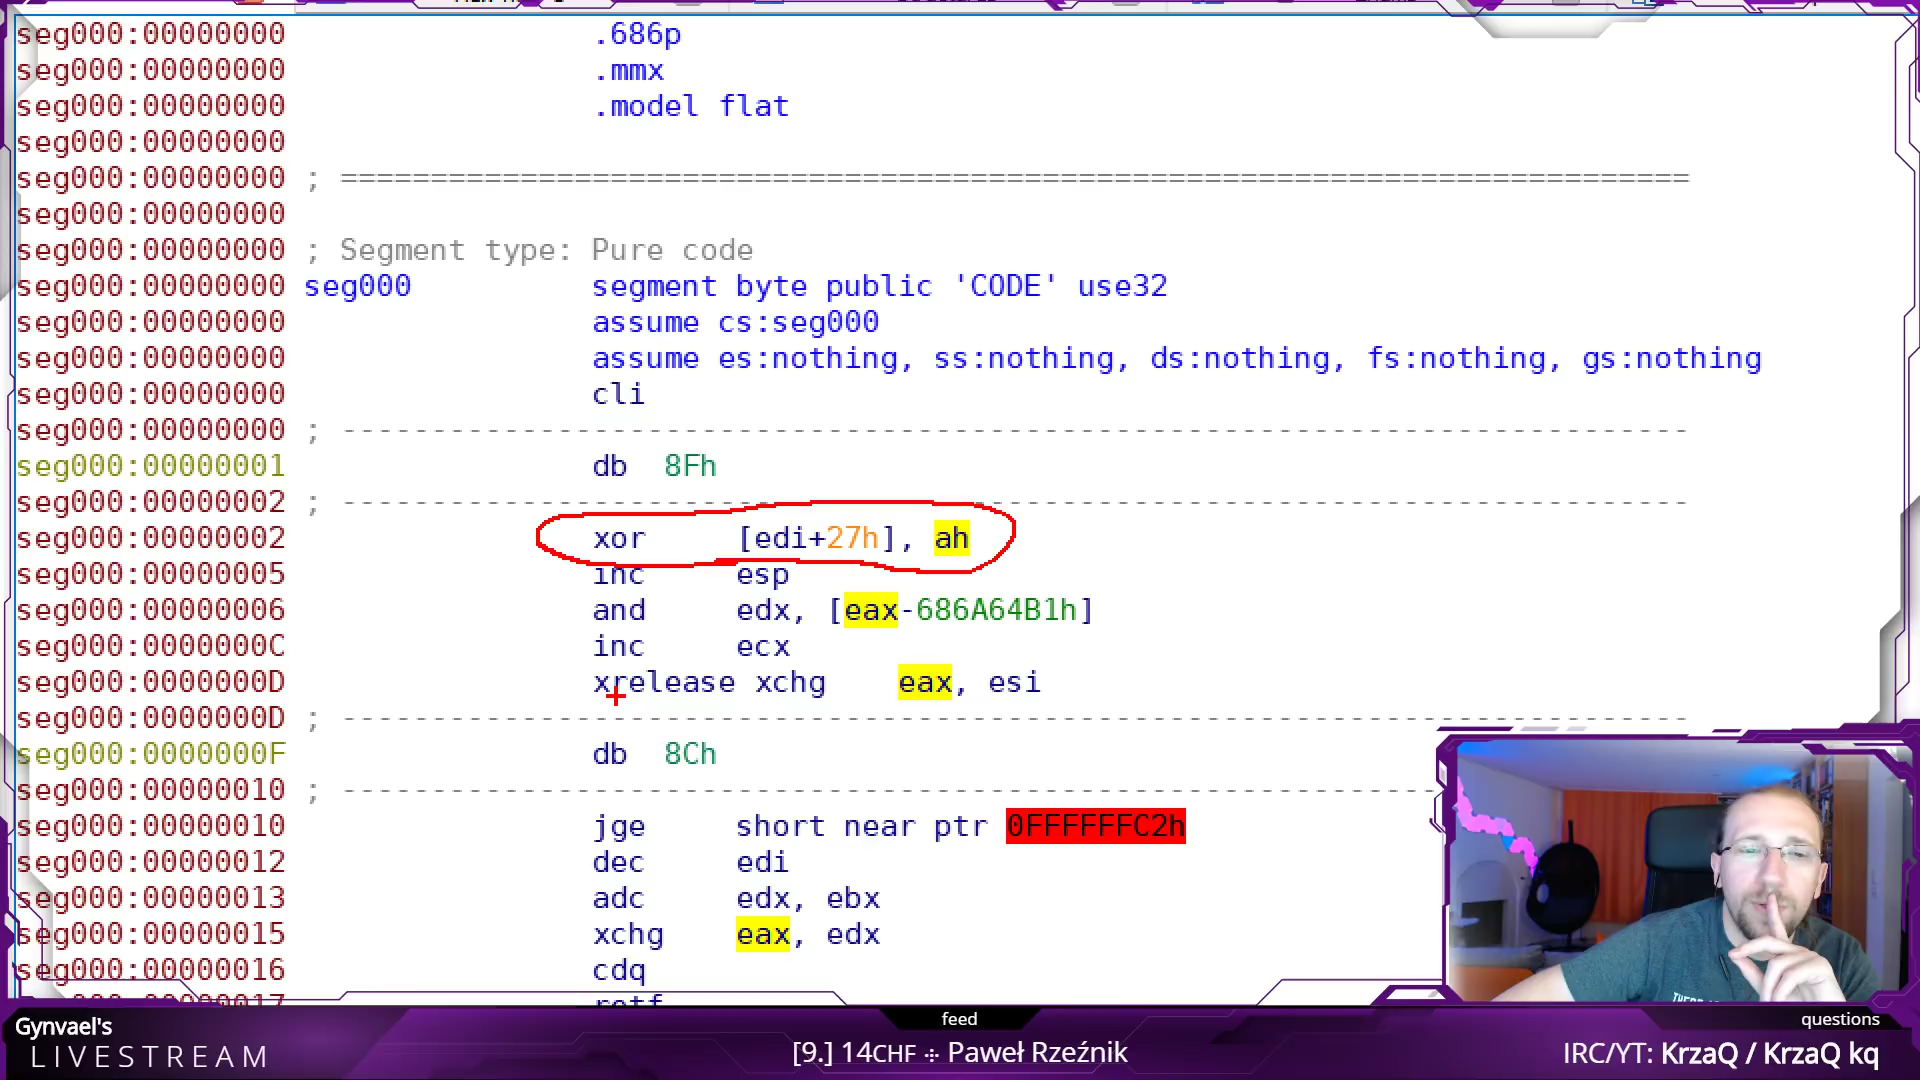 seg000:00000000 .686p
seg000:00000000 .mmx
seg000:00000000 .model flat
seg000:00000000
seg000:00000000 ; ===========================================================================
seg000:00000000
seg000:00000000 ; Segment type: Pure code
seg000:00000000 seg000 segment byte public 'CODE' use32
seg000:00000000 assume cs:seg000
seg000:00000000 assume es:nothing, ss:nothing, ds:nothing, fs:nothing, gs:nothing
seg000:00000000 cli
seg000:00000000 ; ---------------------------------------------------------------------------
seg000:00000001 db 8Fh
seg000:00000002 ; ---------------------------------------------------------------------------
seg000:00000002 xor [edi+27h], ah
seg000:00000005 inc esp
seg000:00000006 and edx, [eax-686A64B1h]
seg000:0000000C inc ecx
seg000:0000000D xrelease xchg eax, esi
seg000:0000000D ; ---------------------------------------------------------------------------
seg000:0000000F db 8Ch
seg000:00000010 ; ---------------------------------------------------------------------------
seg000:00000010 jge short near ptr 0FFFFFFC2h
seg000:00000012 dec edi
seg000:00000013 adc edx, ebx
seg000:00000015 xchg eax, edx
seg000:00000016 cdq
seg000:00000017 retf
Gynvael's
LIVESTREAM
feed
[9.] 14CHF ÷ Paweł Rzeźnik
questions
IRC/YT: KrzaQ / KrzaQ kq